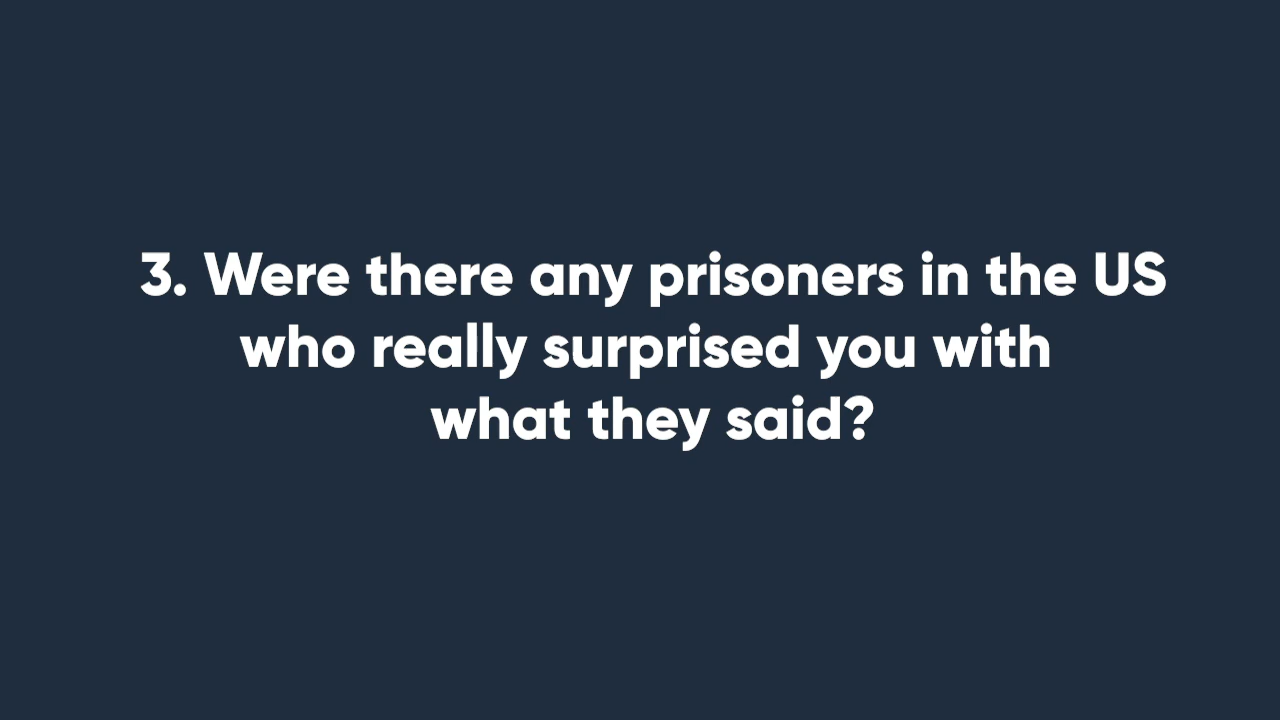 3. Were there any prisoners in the US
who really surprised you with
what they said?